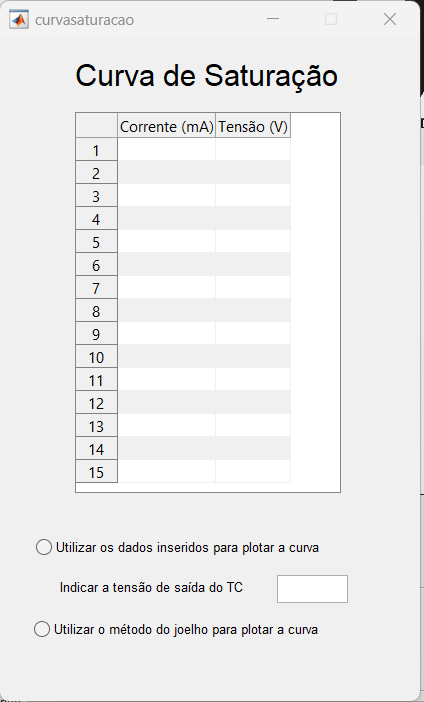 curvasaturacao
Curva de Saturação
Corrente (mA) Tensão (V)
1
2
3
4
5
6
7
8
9
10
11
12
13
14
15
Utilizar os dados inseridos para plotar a curva
Indicar a tensão de saída do TC
Utilizar o método do joelho para plotar a curva